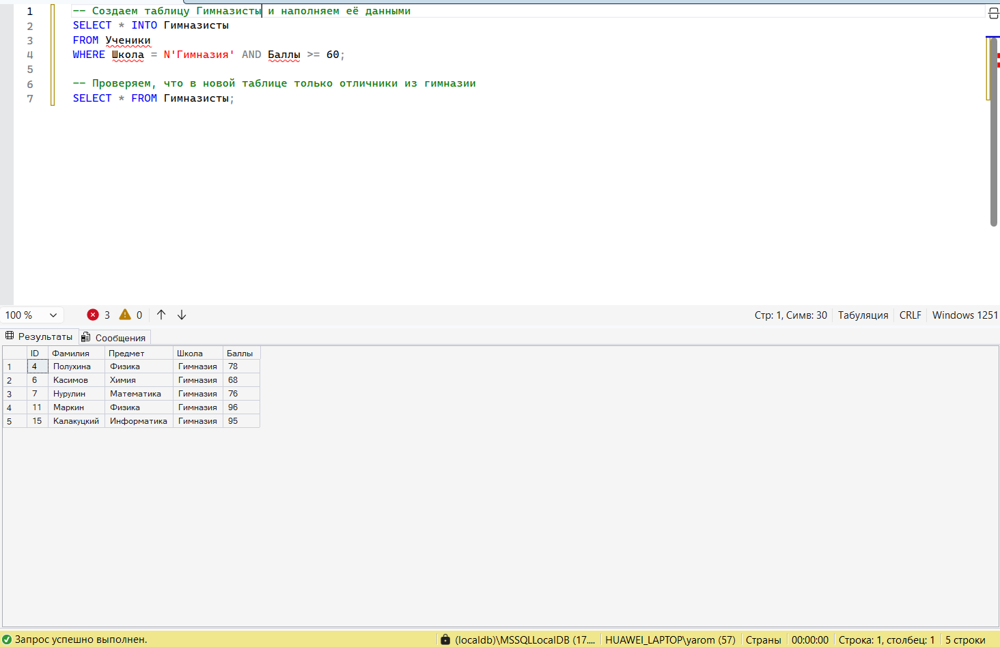 1 -- Создаем таблицу Гимназисты и наполняем её данными
2 SELECT * INTO Гимназисты
3 FROM Ученики
4 WHERE Школа = N'Гимназия' AND Баллы >= 60;
5
6 -- Проверяем, что в новой таблице только отличники из гимназии
7 SELECT * FROM Гимназисты;
100 % 3 0 Стр: 1, Симв: 30 Табуляция CRLF Windows 1251
Результаты Сообщения
ID Фамилия Предмет Школа Баллы
1 4 Полухина Физика Гимназия 78
2 6 Касимов Химия Гимназия 68
3 7 Нурулин Математика Гимназия 76
4 11 Маркин Физика Гимназия 96
5 15 Калакуцкий Информатика Гимназия 95
Запрос успешно выполнен. (localdb)\MSSQLLocalDB (17.... HUAWEI_LAPTOP\yarom (57) Страны 00:00:00 Строка: 1, столбец: 1 5 строки